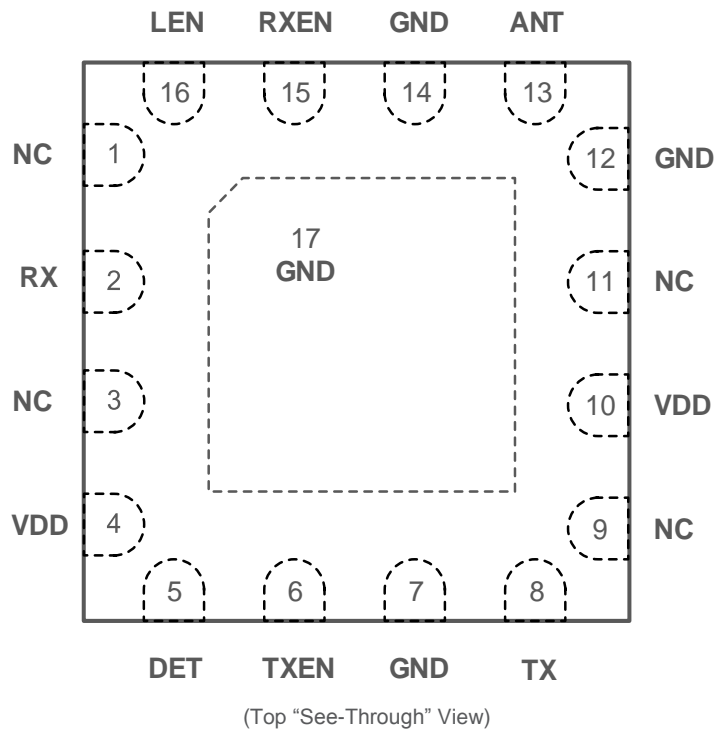 LEN RXEN GND ANT
16 15 14 13
NC 1 12 GND
17
GND
RX 2 11 NC
NC 3 10 VDD
VDD 4 9 NC
5 6 7 8
DET TXEN GND TX
(Top “See-Through” View)